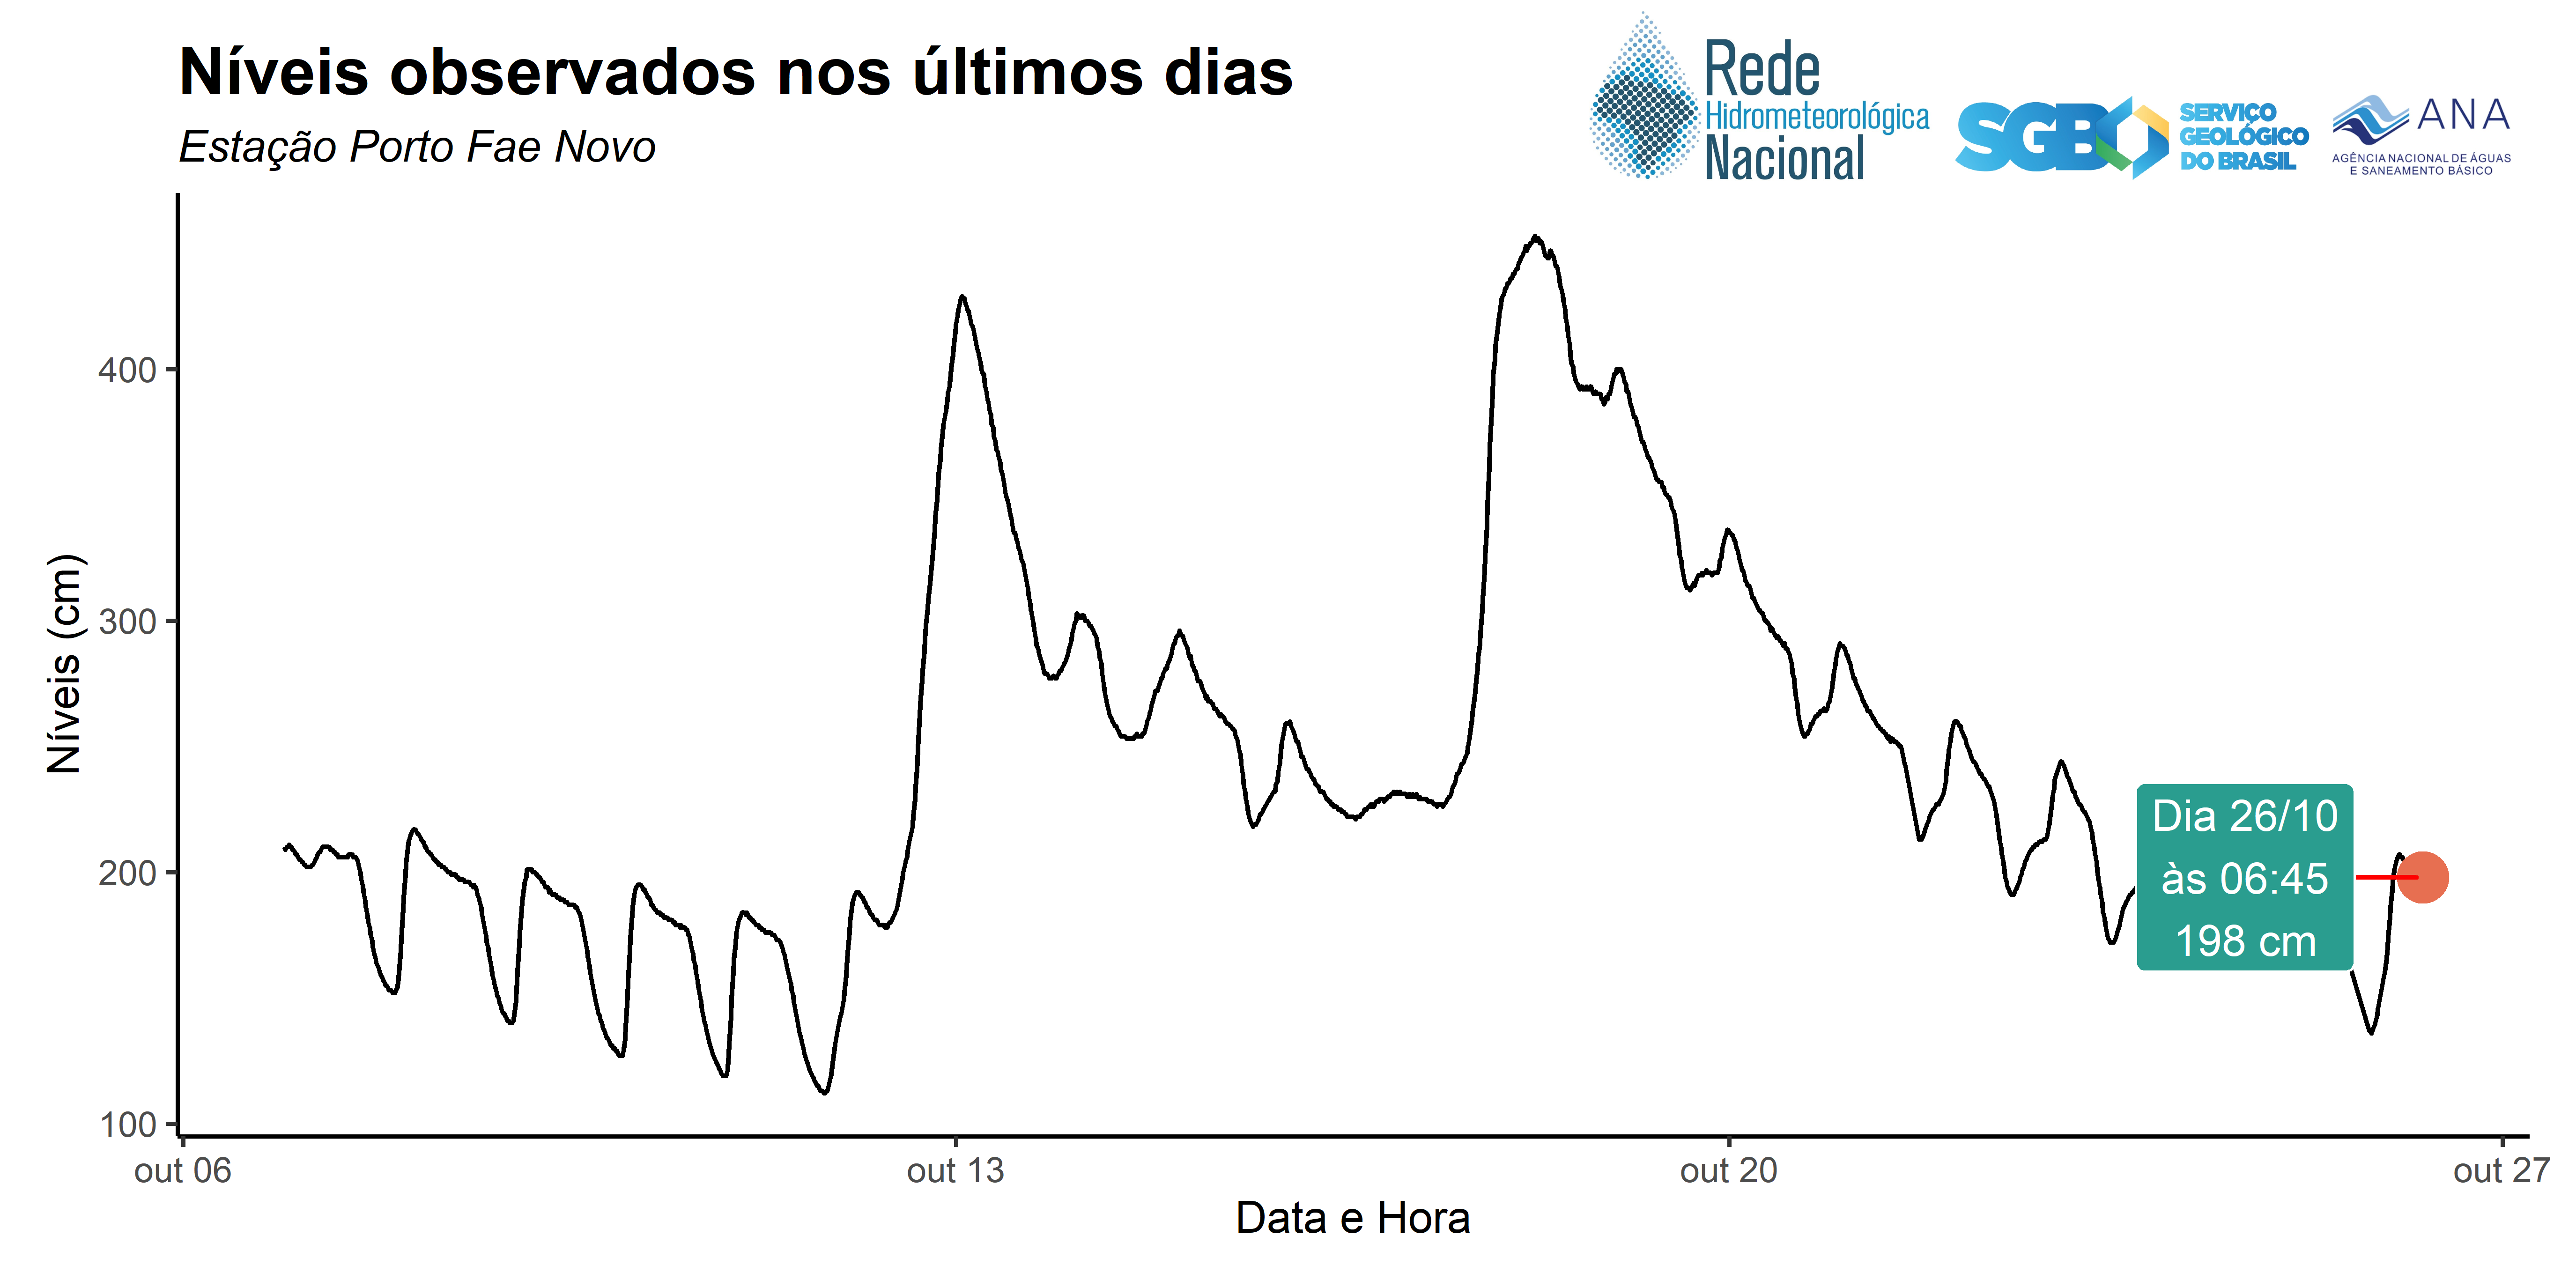 Níveis observados nos últimos dias
Estação Porto Fae Novo
Rede
Hidrometeorológica
Nacional
SGB
SERVIÇO
GEOLÓGICO
DO BRASIL
ANA
AGÊNCIA NACIONAL DE ÁGUAS
E SANEAMENTO BÁSICO
Níveis (cm)
400
300
200
100
Dia 26/10
às 06:45
198 cm
out 06
out 13
out 20
out 27
Data e Hora